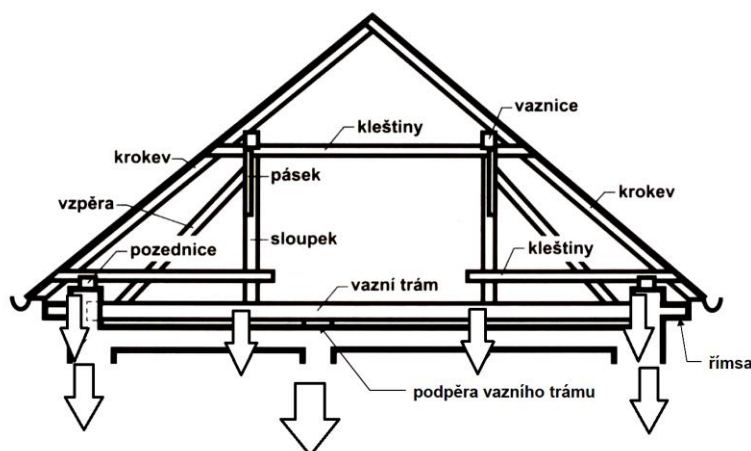 vaznice
kleštiny
krokev
pásek
krokev
vzpěra
sloupek
pozednice
kleštiny
vazní trám
římsa
podpěra vazního trámu